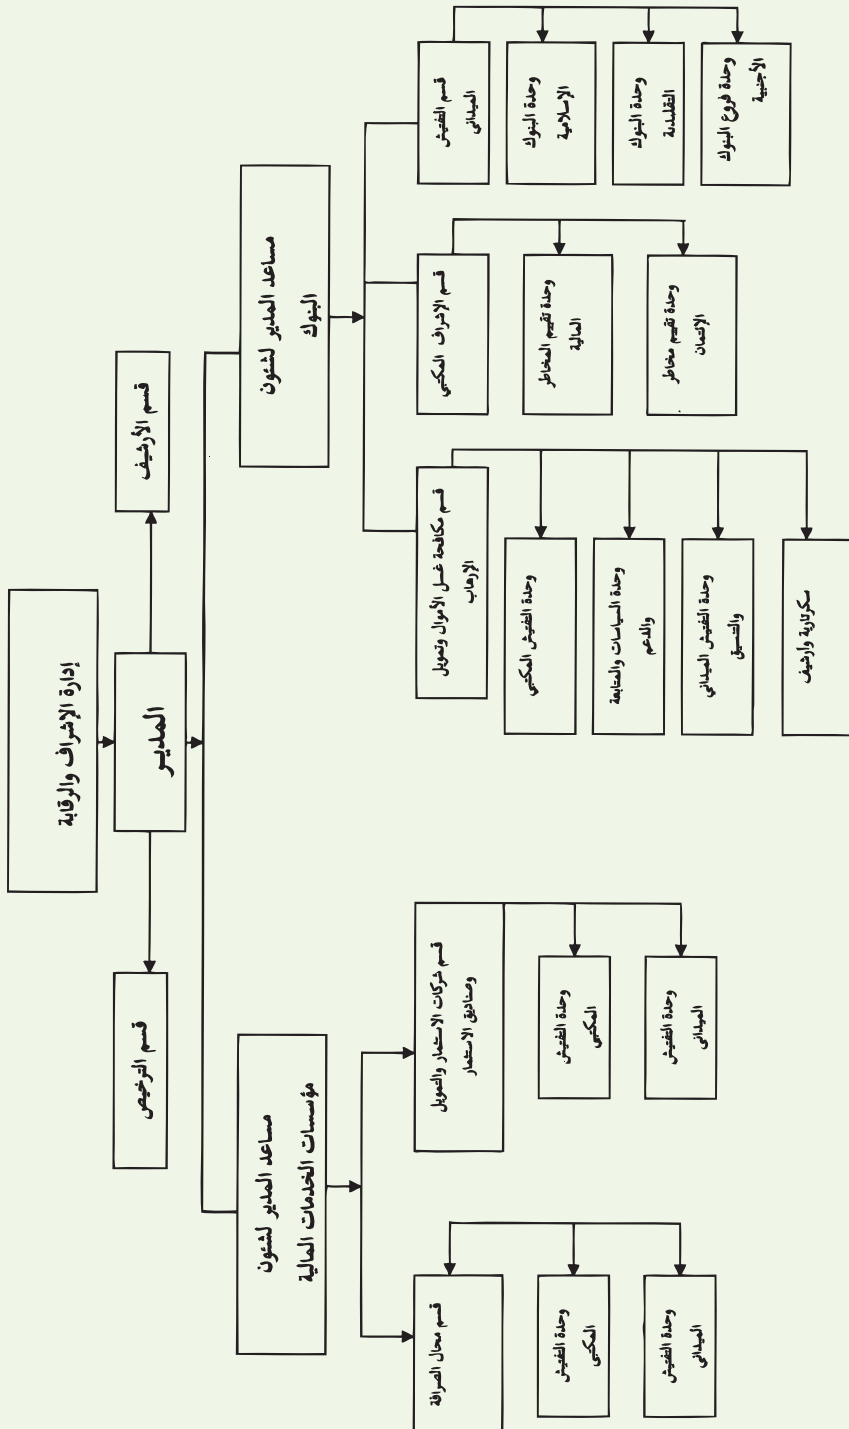 إدارة الإشراف والرقابة
المدير
قسم الأرشيف
قسم الترخيص
مساعد المدير لشئون
البنوك
قسم التفتيش
الميداني
وحدة البنوك
الإسلامية
وحدة البنوك
التقليدية
وحدة فروع البنوك
الأجنبية
قسم الإشراف المكتبي
وحدة تقييم المخاطر
المالية
وحدة تقييم مخاطر
الإئتمان
قسم مكافحة غسل الأموال وتمويل
الإرهاب
وحدة التفتيش المكتبي
وحدة السياسات والمتابعة
والدعم
وحدة التفتيش الميداني
والتنسيق
سكرتارية وأرشيف
مساعد المدير لشئون
مؤسسات الخدمات المالية
قسم شركات الاستثمار والتمويل
وصناديق الاستثمار
وحدة التفتيش
المكتبي
وحدة التفتيش
الميداني
قسم محال الصرافة
وحدة التفتيش
المكتبي
وحدة التفتيش
الميداني